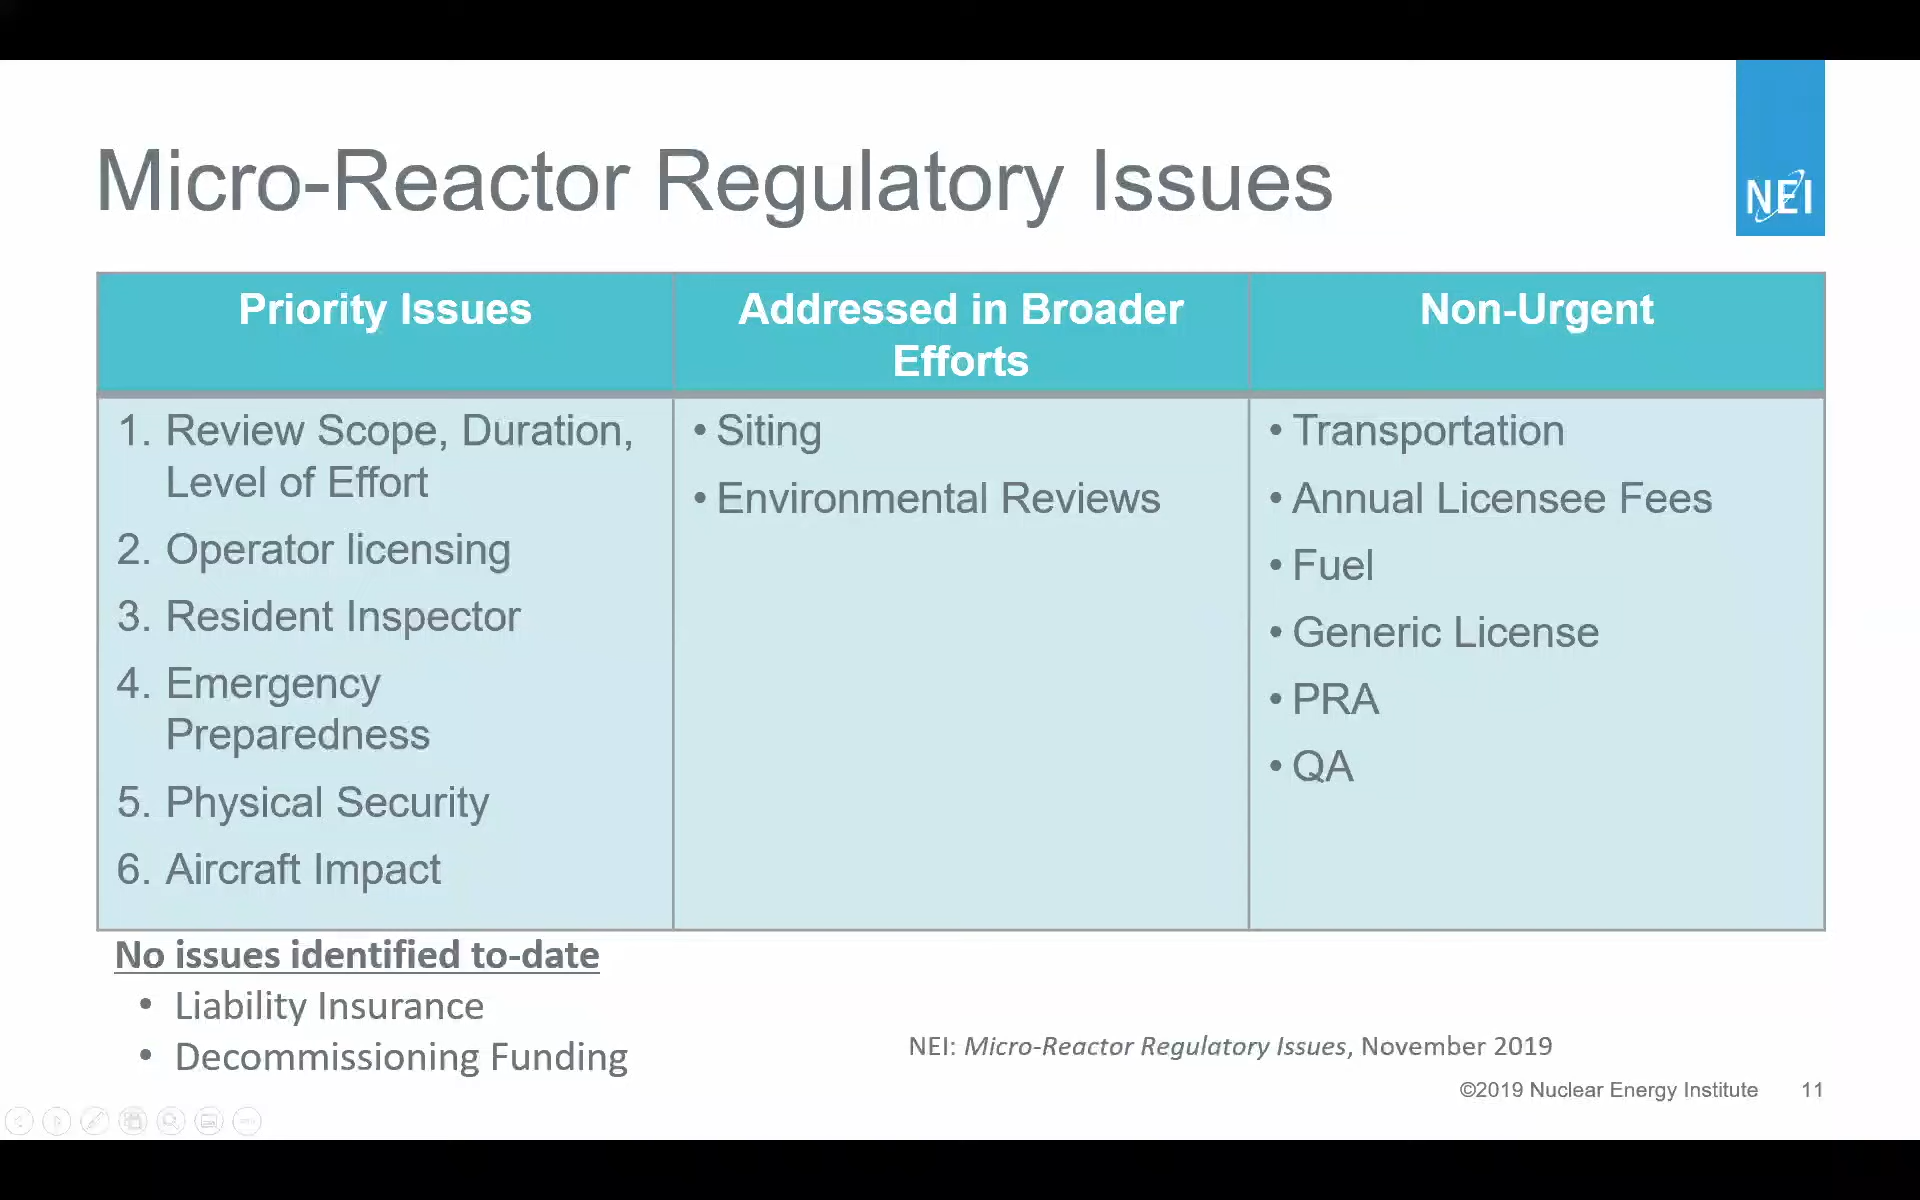 Micro-Reactor Regulatory Issues
NEI
Priority Issues
Addressed in Broader
Efforts
Non-Urgent
1. Review Scope, Duration,
Level of Effort
2. Operator licensing
3. Resident Inspector
4. Emergency
Preparedness
5. Physical Security
6. Aircraft Impact
• Siting
• Environmental Reviews
• Transportation
• Annual Licensee Fees
• Fuel
• Generic License
• PRA
• QA
No issues identified to-date
• Liability Insurance
• Decommissioning Funding
NEI: Micro-Reactor Regulatory Issues, November 2019
©2019 Nuclear Energy Institute 11